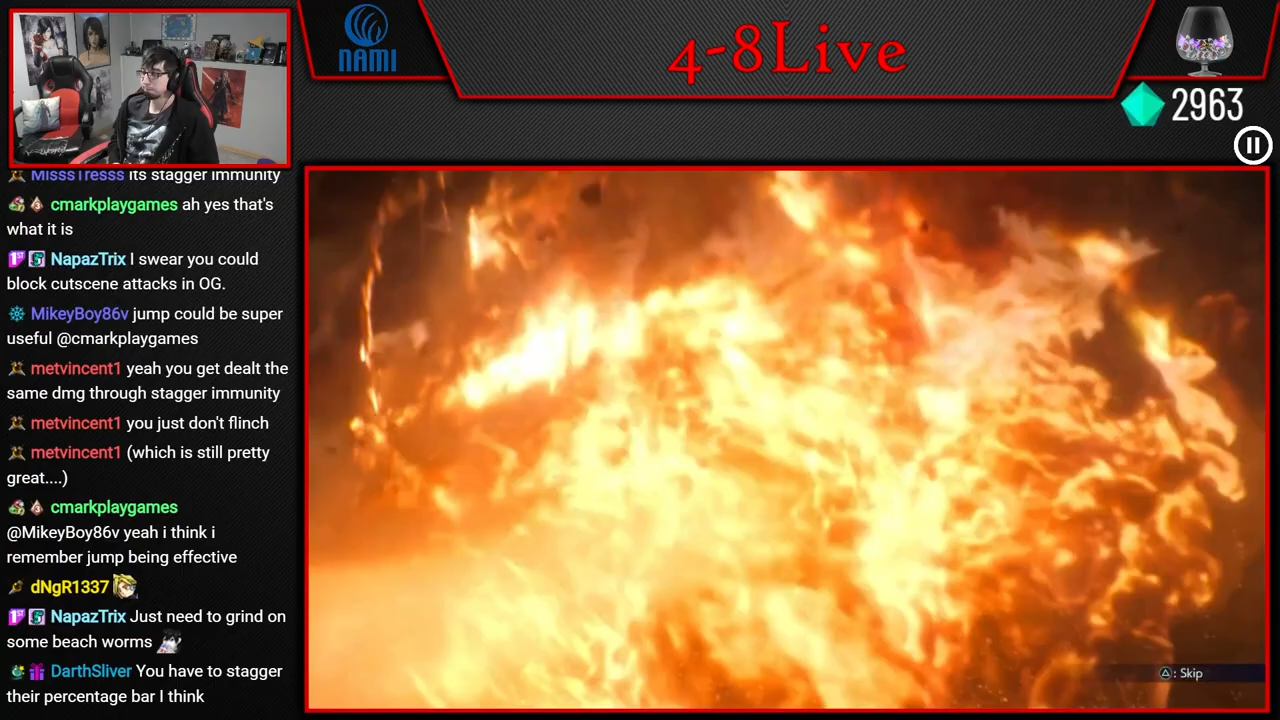 NAMI
4-8Live
2963
MissTresss its stagger immunity
cmarkplaygames ah yes that's
what it is
NapazTrix I swear you could
block cutscene attacks in OG.
MikeyBoy86v jump could be super
useful @cmarkplaygames
metvincent1 yeah you get dealt the
same dmg through stagger immunity
metvincent1 you just don't flinch
metvincent1 (which is still pretty
great....)
cmarkplaygames
@MikeyBoy86v yeah i think i
remember jump being effective
dNgR1337
NapazTrix Just need to grind on
some beach worms
DarthSliver You have to stagger
their percentage bar I think
: Skip